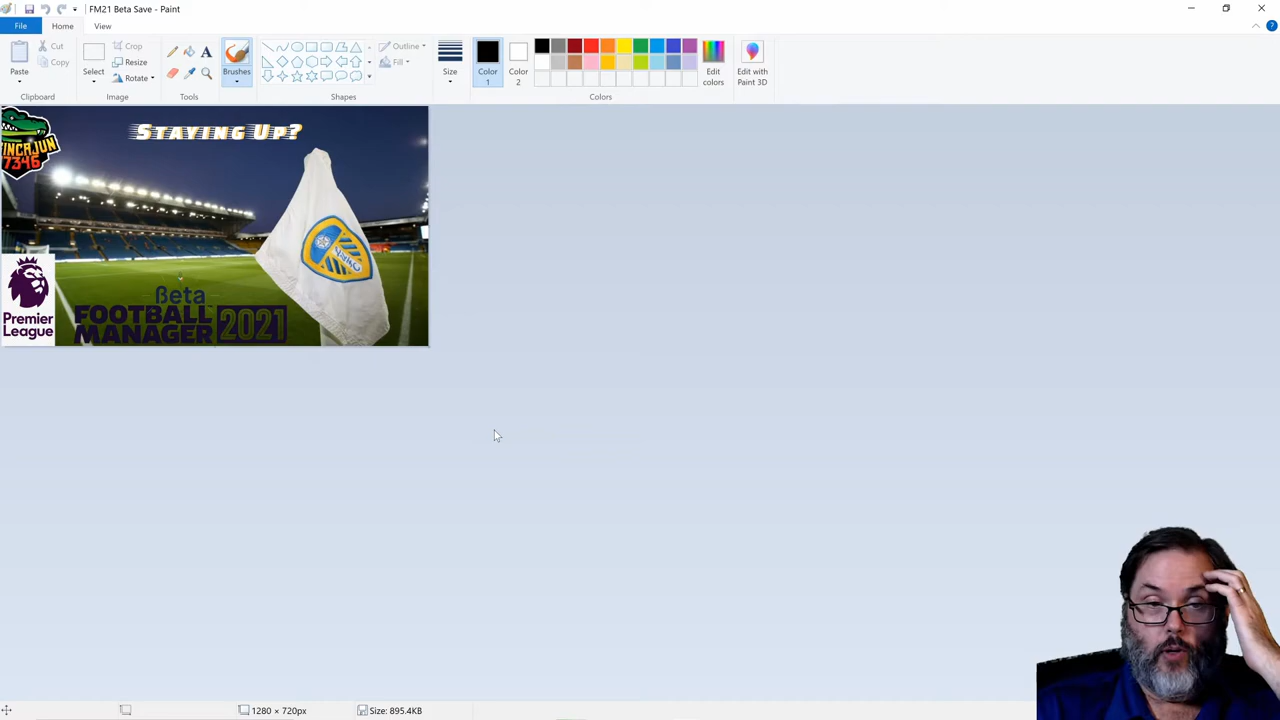 FM21 Beta Save - Paint
File Home View
Paste
Cut
Copy
Clipboard
Select
Crop
Resize
Rotate
Image
Tools
Brushes
Shapes
Outline
Fill
Size
Color 1
Color 2
Colors
Edit colors
Edit with Paint 3D
Staying Up?
7346
Premier
League
Beta
FOOTBALL
MANAGER 2021
1280 × 720px
Size: 895.4KB